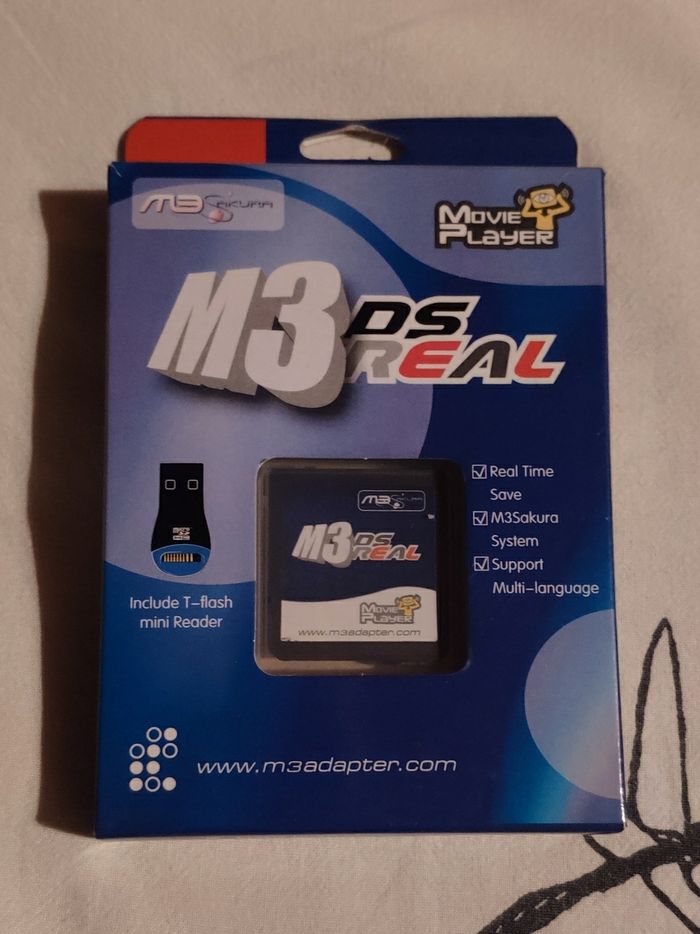 M3 SAKURA
MOVIE
PLAYER
M3 DS
REAL
Real Time
Save
M3Sakura
System
Support
Multi-language
Include T-flash
mini Reader
M3 SAKURA
M3 DS
REAL
MOVIE
PLAYER
www.m3adapter.com
www.m3adapter.com